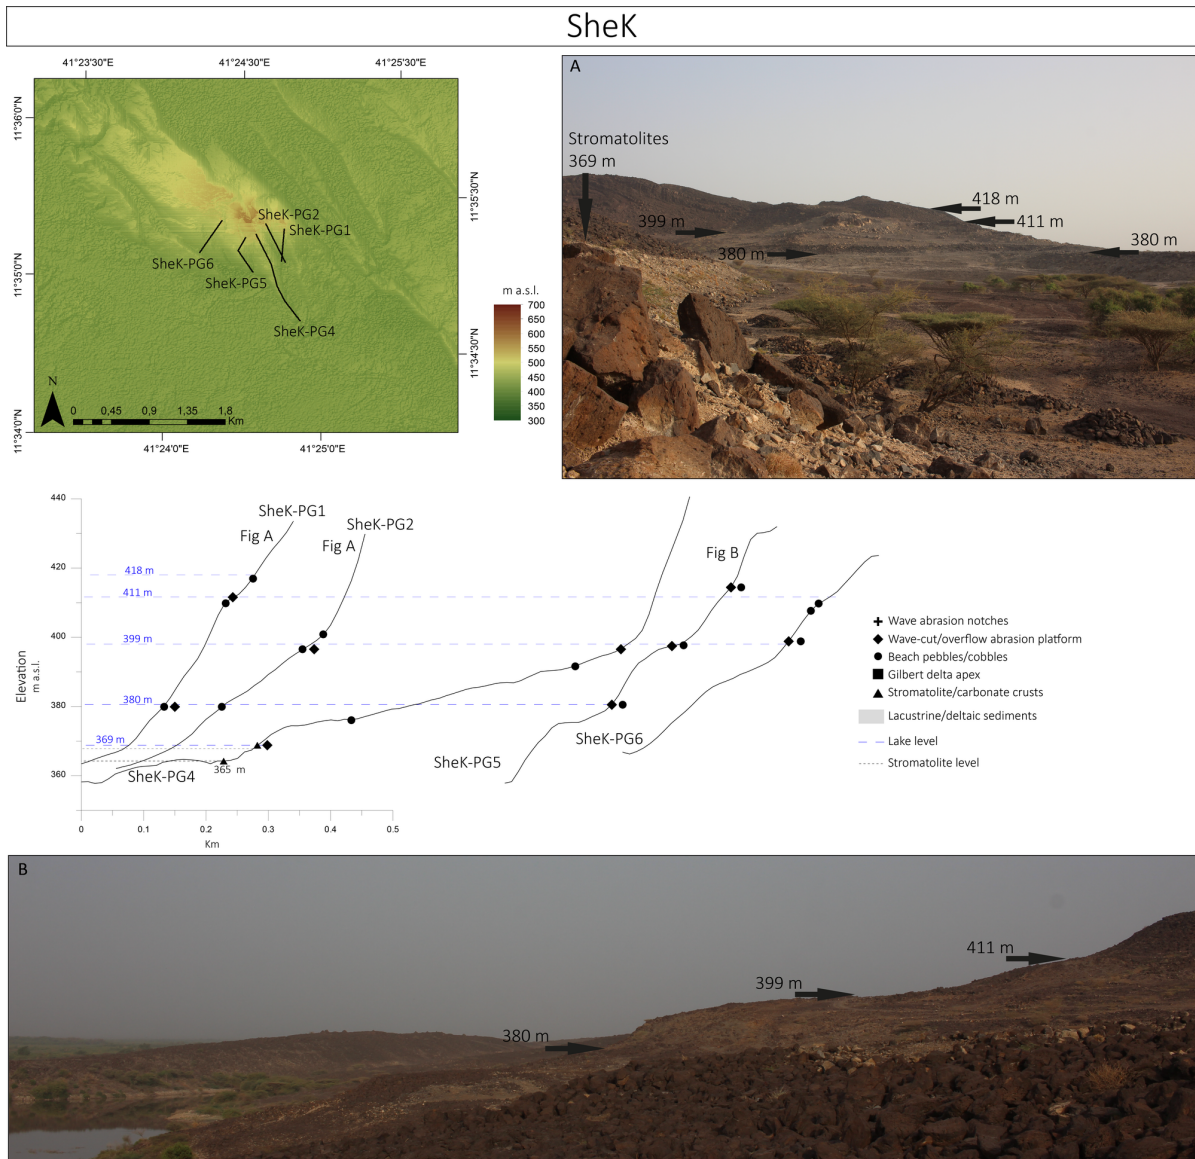 SheK
41°23'30"E
41°24'30"E
41°25'30"E
11°36'0"N
11°35'30"N
11°35'0"N
11°34'30"N
11°34'0"N
41°24'0"E
41°25'0"E
SheK-PG2
SheK-PG1
SheK-PG6
SheK-PG5
SheK-PG4
N
0 0,45 0,9 1,35 1,8
Km
m a.s.l.
700
650
600
550
500
450
400
350
300
A
Stromatolites
369 m
418 m
411 m
399 m
380 m
380 m
440
420
400
380
360
Elevation
m a.s.l.
0 0.1 0.2 0.3 0.4 0.5
Km
418 m
411 m
399 m
380 m
369 m
365 m
SheK-PG1
Fig A
SheK-PG2
Fig A
SheK-PG4
Fig B
SheK-PG5
SheK-PG6
Wave abrasion notches
Wave-cut/overflow abrasion platform
Beach pebbles/cobbles
Gilbert delta apex
Stromatolite/carbonate crusts
Lacustrine/deltaic sediments
Lake level
Stromatolite level
B
380 m
399 m
411 m